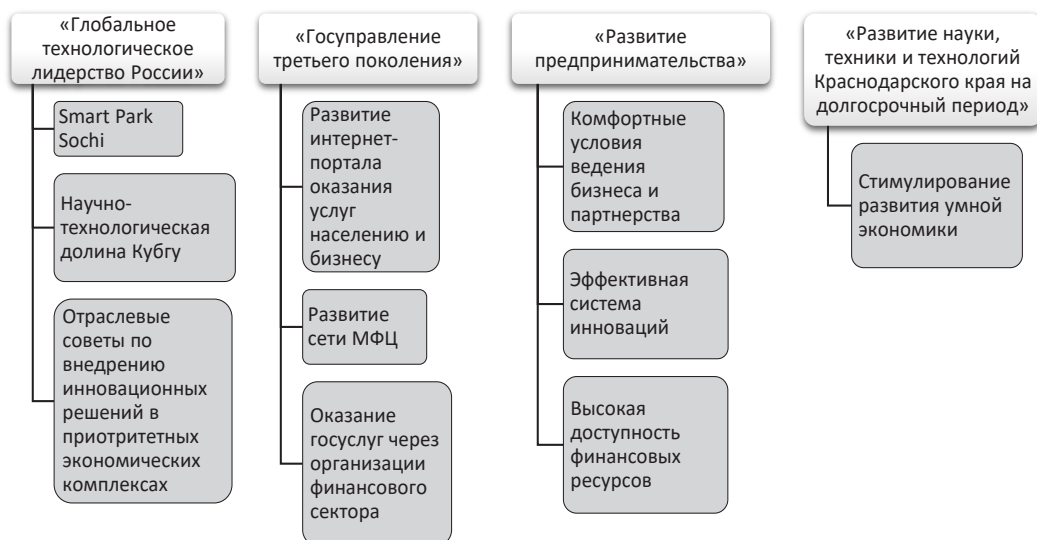 «Глобальное
технологическое
лидерство России»
Smart Park
Sochi
Научно-
технологическая
долина Кубгу
Отраслевые
советы по
внедрению
инновационных
решений в
приотритетных
экономических
комплексах
«Госуправление
третьего поколения»
Развитие
интернет-
портала
оказания
услуг
населению и
бизнесу
Развитие
сети МФЦ
Оказание
госуслуг через
организации
финансового
сектора
«Развитие
предпринимательства»
Комфортные
условия
ведения
бизнеса и
партнерства
Эффективная
система
инноваций
Высокая
доступность
финансовых
ресурсов
«Развитие науки,
техники и технологий
Краснодарского края на
долгосрочный период»
Стимулирование
развития умной
экономики